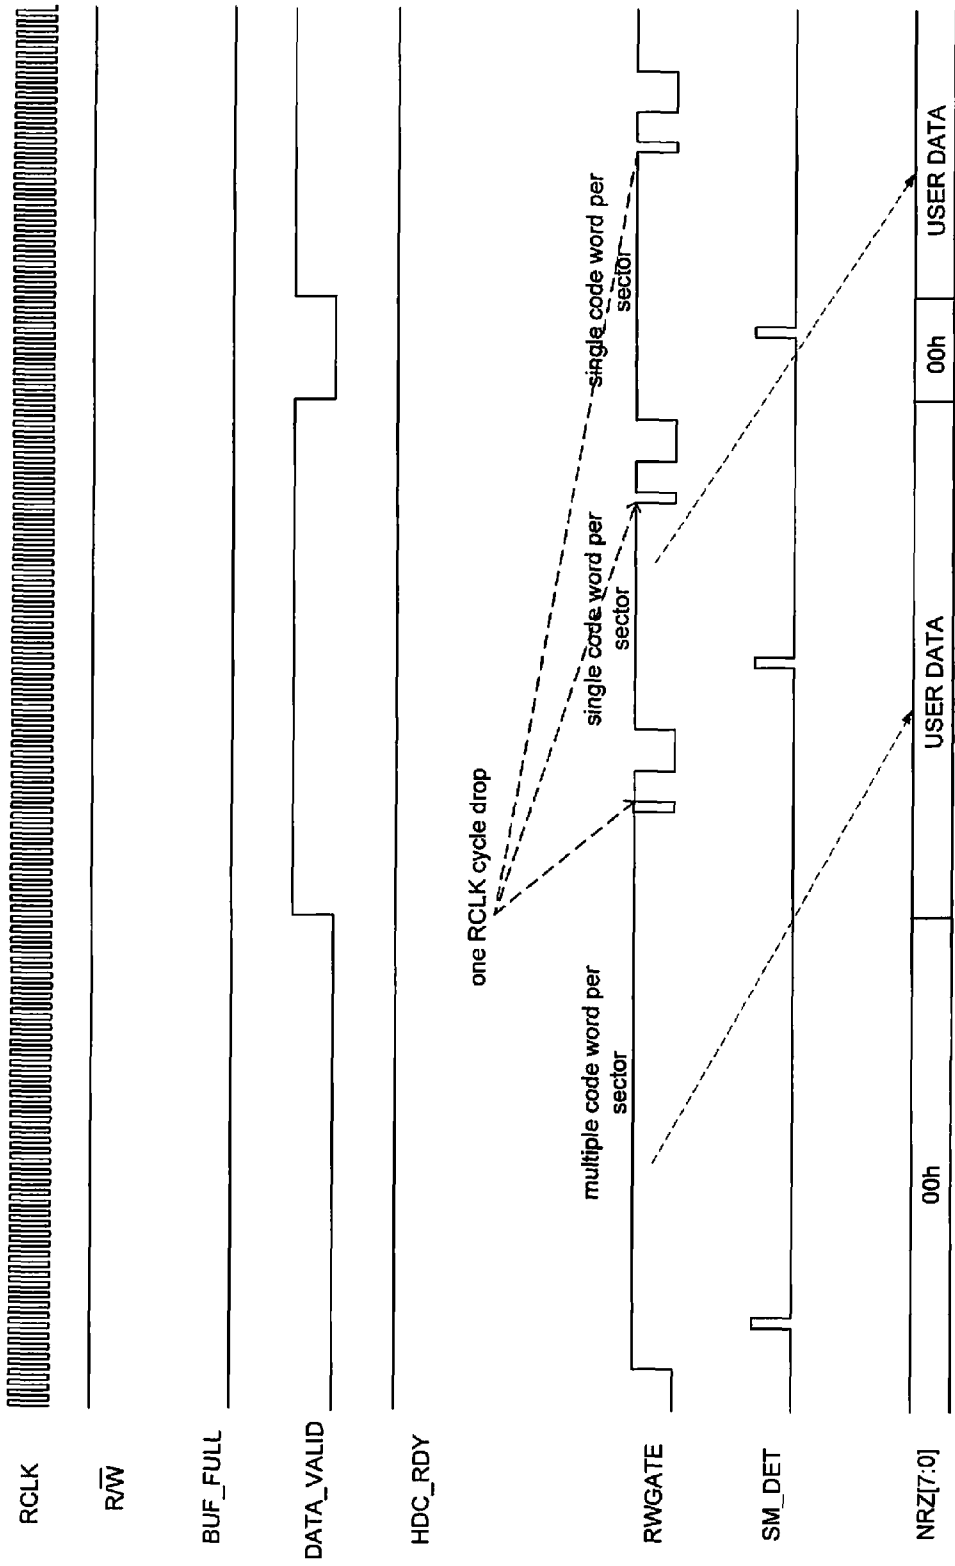 RCLK
R/W̅
BUF_FULL
DATA_VALID
HDC_RDY
one RCLK cycle drop
multiple code word per
sector
single code word per
sector
single code word per
sector
RWGATE
SM_DET
NRZ[7:0]
00h
USER DATA
00h
USER DATA